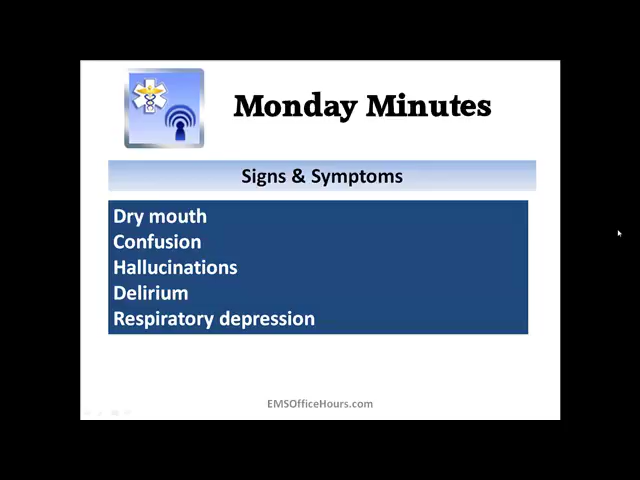 Monday Minutes
Signs & Symptoms
Dry mouth
Confusion
Hallucinations
Delirium
Respiratory depression
EMSOfficeHours.com